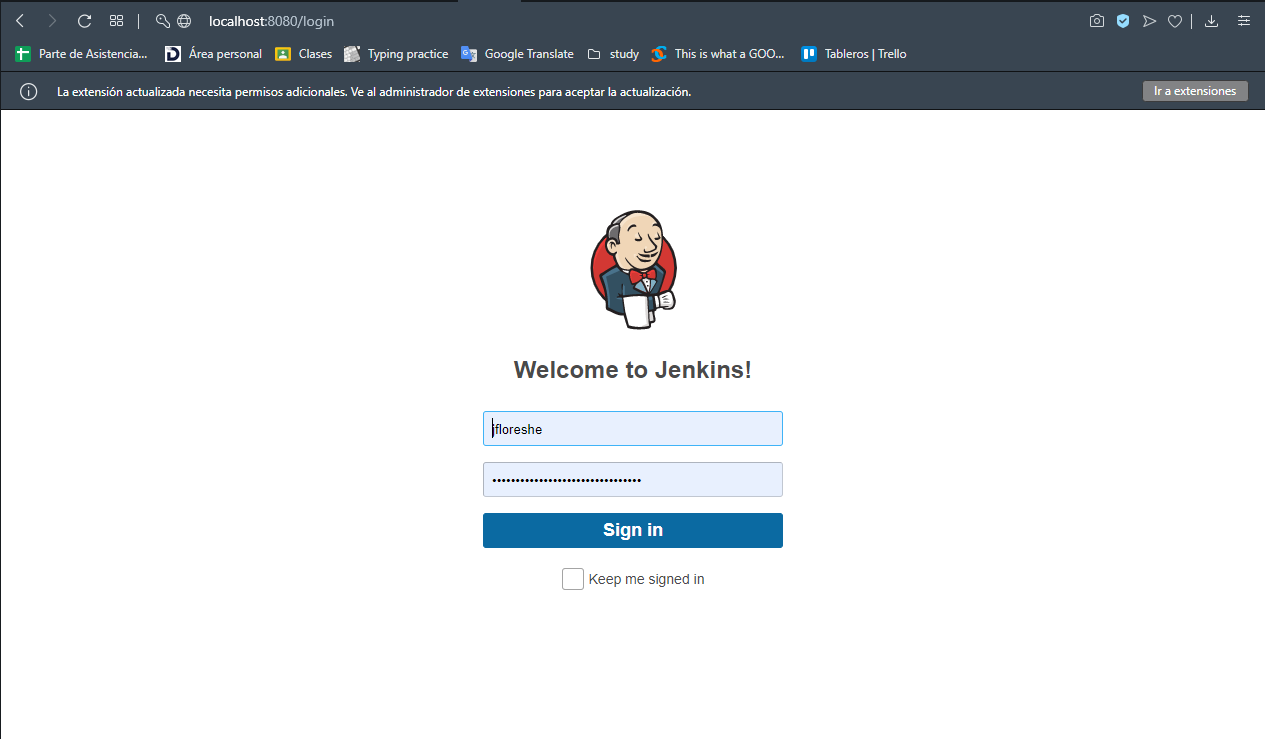 localhost:8080/login
Parte de Asistencia... Área personal Clases Typing practice Google Translate study This is what a GOO... Tableros | Trello
La extensión actualizada necesita permisos adicionales. Ve al administrador de extensiones para aceptar la actualización. Ir a extensiones
Welcome to Jenkins!
jfloreshe
••••••••••••••••••••••••••••••••
Sign in
Keep me signed in